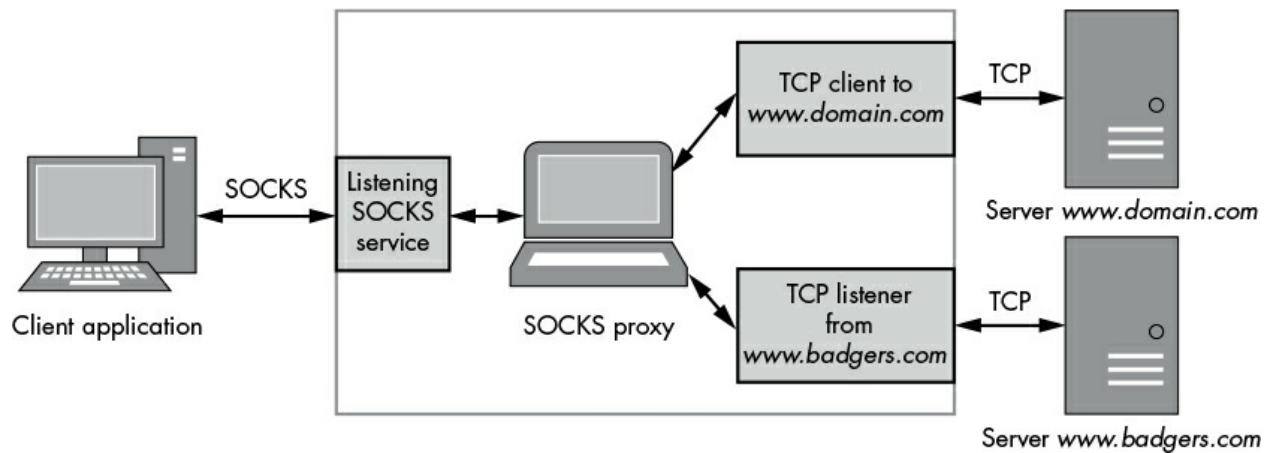 TCP client to
www.domain.com
TCP
SOCKS
Listening
SOCKS
service
Server www.domain.com
Client application
SOCKS proxy
TCP listener
from
www.badgers.com
TCP
Server www.badgers.com